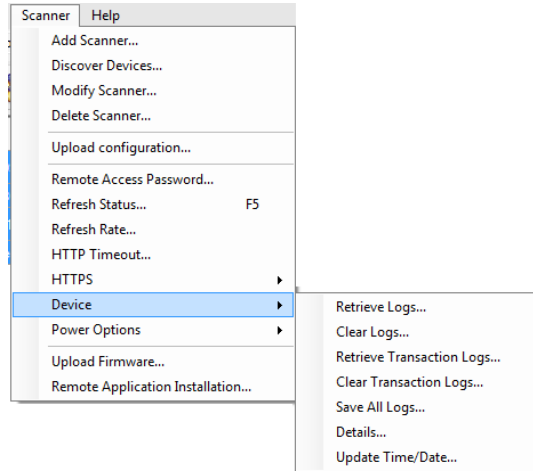 Scanner Help
Add Scanner...
Discover Devices...
Modify Scanner...
Delete Scanner...
Upload configuration...
Remote Access Password...
Refresh Status... F5
Refresh Rate...
HTTP Timeout...
HTTPS
Device
Power Options
Upload Firmware...
Remote Application Installation...
Retrieve Logs...
Clear Logs...
Retrieve Transaction Logs...
Clear Transaction Logs...
Save All Logs...
Details...
Update Time/Date...